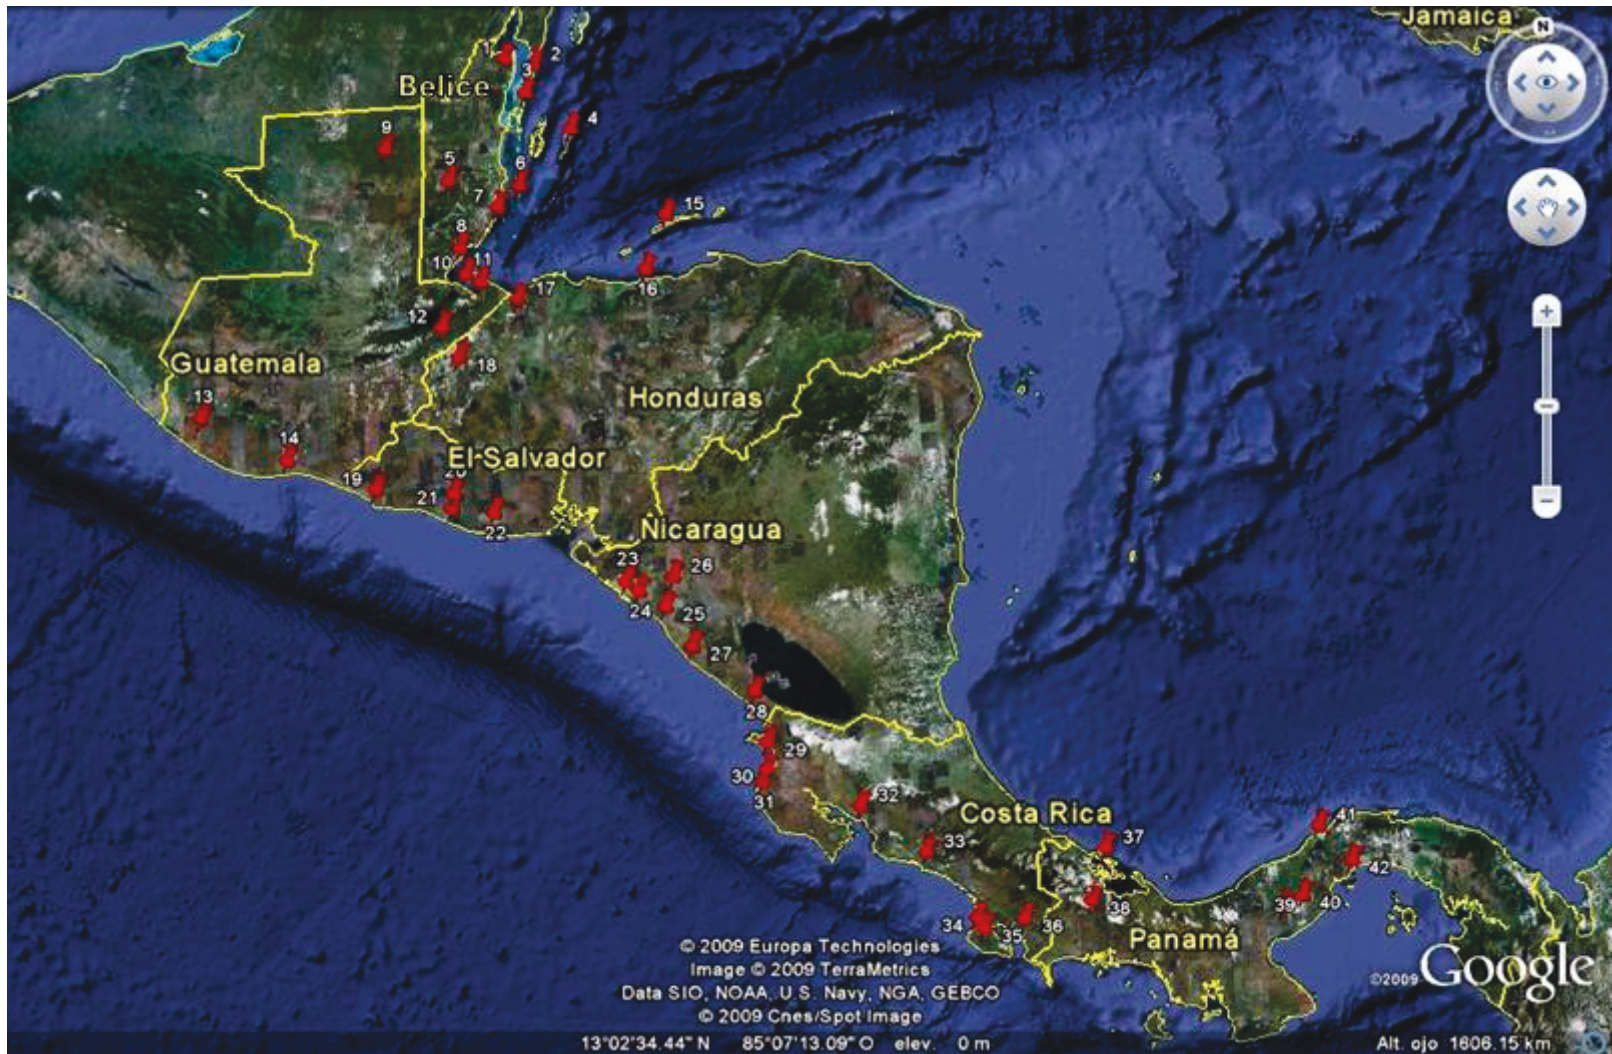 Jamaica
N
1
2
3
Belice
4
9
5
6
7
15
8
10
11
16
17
12
18
Guatemala
13
Honduras
14
El Salvador
19
20
21
22
Nicaragua
23
26
24
25
27
28
29
30
31
32
Costa Rica
33
37
41
42
38
39
40
34
35
36
Panamá
© 2009 Europa Technologies
Image © 2009 TerraMetrics
Data SIO, NOAA, U.S. Navy, NGA, GEBCO
© 2009 Cnes/Spot Image
©2009 Google
13°02'34.44" N 85°07'13.09" O elev. 0 m
Alt. ojo 1606.15 km